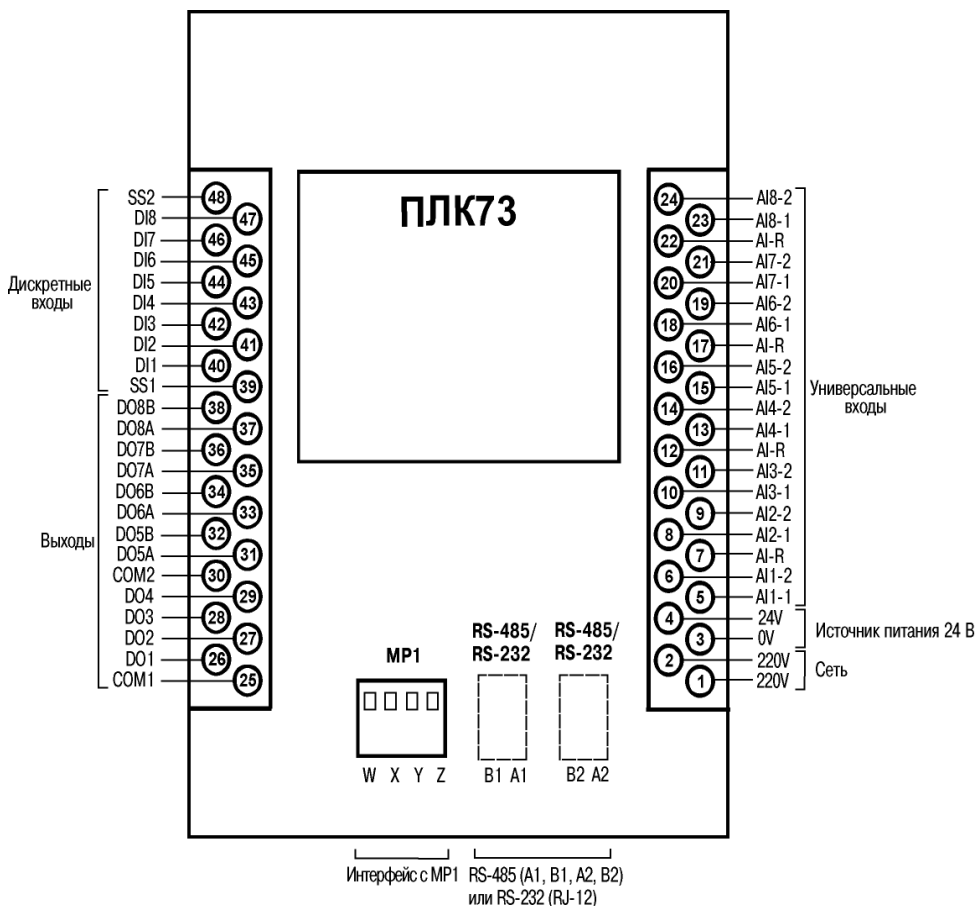 ПЛК73
SS2 48
DI8 47
DI7 46
DI6 45
DI5 44
DI4 43
DI3 42
DI2 41
DI1 40
SS1 39
Дискретные
входы
DO8B 38
DO8A 37
DO7B 36
DO7A 35
DO6B 34
DO6A 33
DO5B 32
DO5A 31
COM2 30
DO4 29
DO3 28
DO2 27
DO1 26
COM1 25
Выходы
24 AI8-2
23 AI8-1
22 AI-R
21 AI7-2
20 AI7-1
19 AI6-2
18 AI6-1
17 AI-R
16 AI5-2
15 AI5-1
14 AI4-2
13 AI4-1
12 AI-R
11 AI3-2
10 AI3-1
9 AI2-2
8 AI2-1
7 AI-R
6 AI1-2
5 AI1-1
Универсальные
входы
4 24V
3 0V
Источник питания 24 В
2 220V
1 220V
Сеть
MP1
W X Y Z
RS-485/
RS-232
B1 A1
RS-485/
RS-232
B2 A2
Интерфейс с МР1
RS-485 (A1, B1, A2, B2)
или RS-232 (RJ-12)